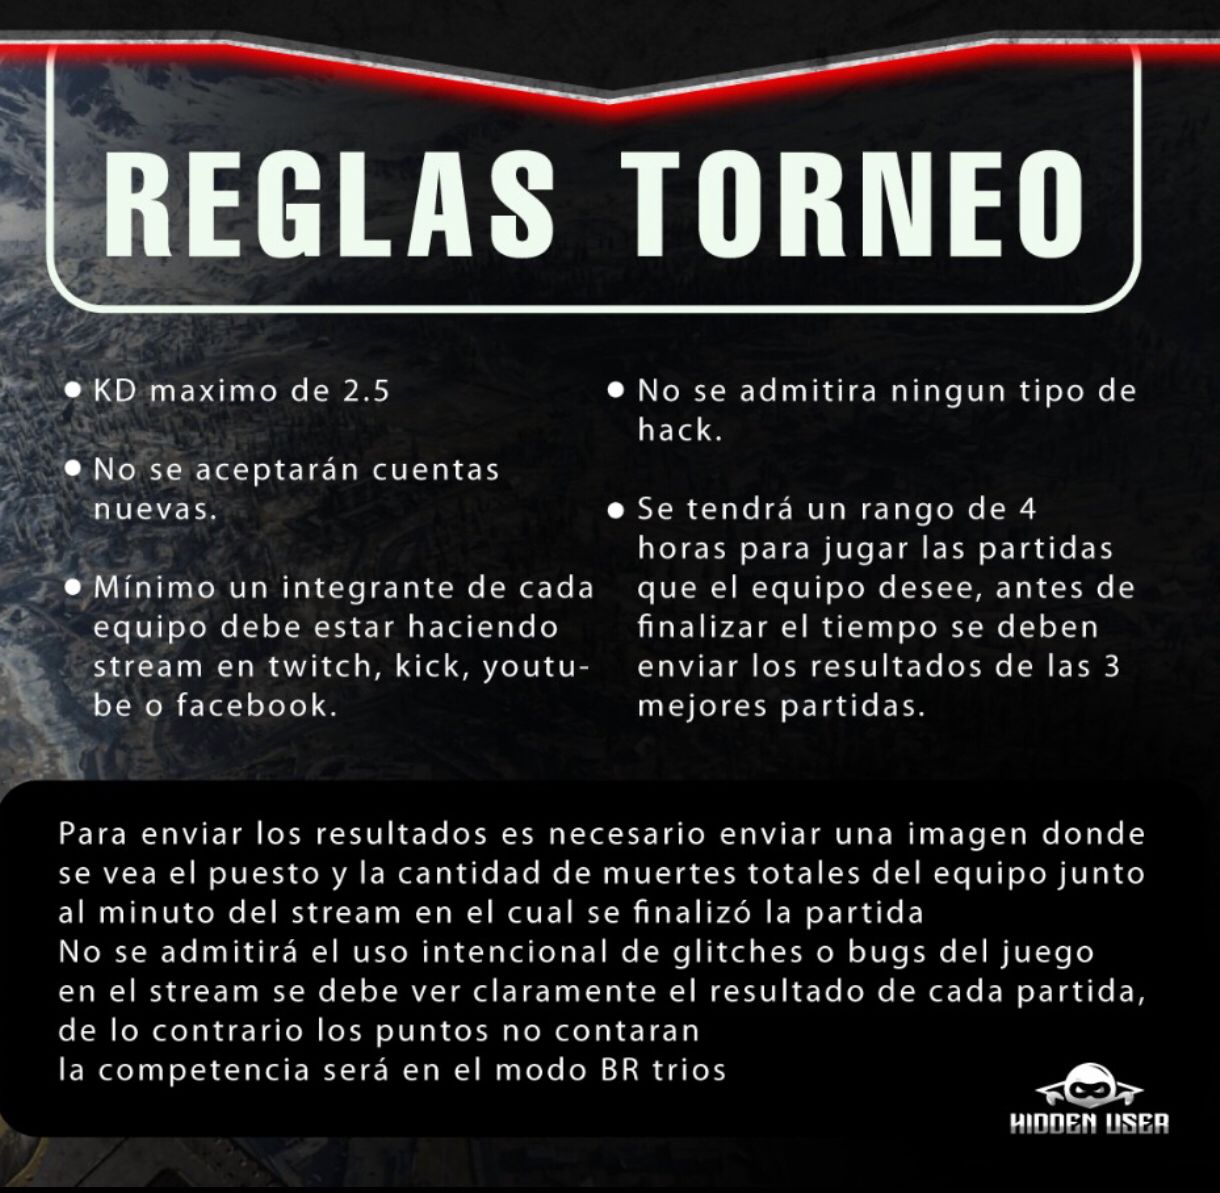 REGLAS TORNEO
● KD maximo de 2.5
● No se aceptarán cuentas
nuevas.
● Mínimo un integrante de cada
equipo debe estar haciendo
stream en twitch, kick, youtu-
be o facebook.
● No se admitira ningun tipo de
hack.
● Se tendrá un rango de 4
horas para jugar las partidas
que el equipo desee, antes de
finalizar el tiempo se deben
enviar los resultados de las 3
mejores partidas.
Para enviar los resultados es necesario enviar una imagen donde
se vea el puesto y la cantidad de muertes totales del equipo junto
al minuto del stream en el cual se finalizó la partida
No se admitirá el uso intencional de glitches o bugs del juego
en el stream se debe ver claramente el resultado de cada partida,
de lo contrario los puntos no contaran
la competencia será en el modo BR trios
HIDDEN USER